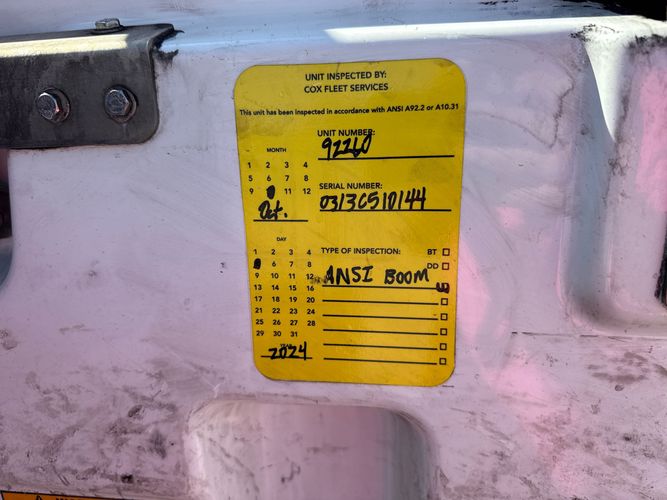 UNIT INSPECTED BY:
COX FLEET SERVICES
This unit has been inspected in accordance with ANSI A92.2 or A10.31
UNIT NUMBER:
92260
MONTH
1 2 3 4
5 6 7 8
9 11 12
Oct.
SERIAL NUMBER:
0313C510144
DAY
1 2 3 4
6 7 8
9 10 11 12
13 14 15 16
17 18 19 20
21 22 23 24
25 26 27 28
29 30 31
YEAR
2024
TYPE OF INSPECTION:
BT
DD
ANSI BOOM